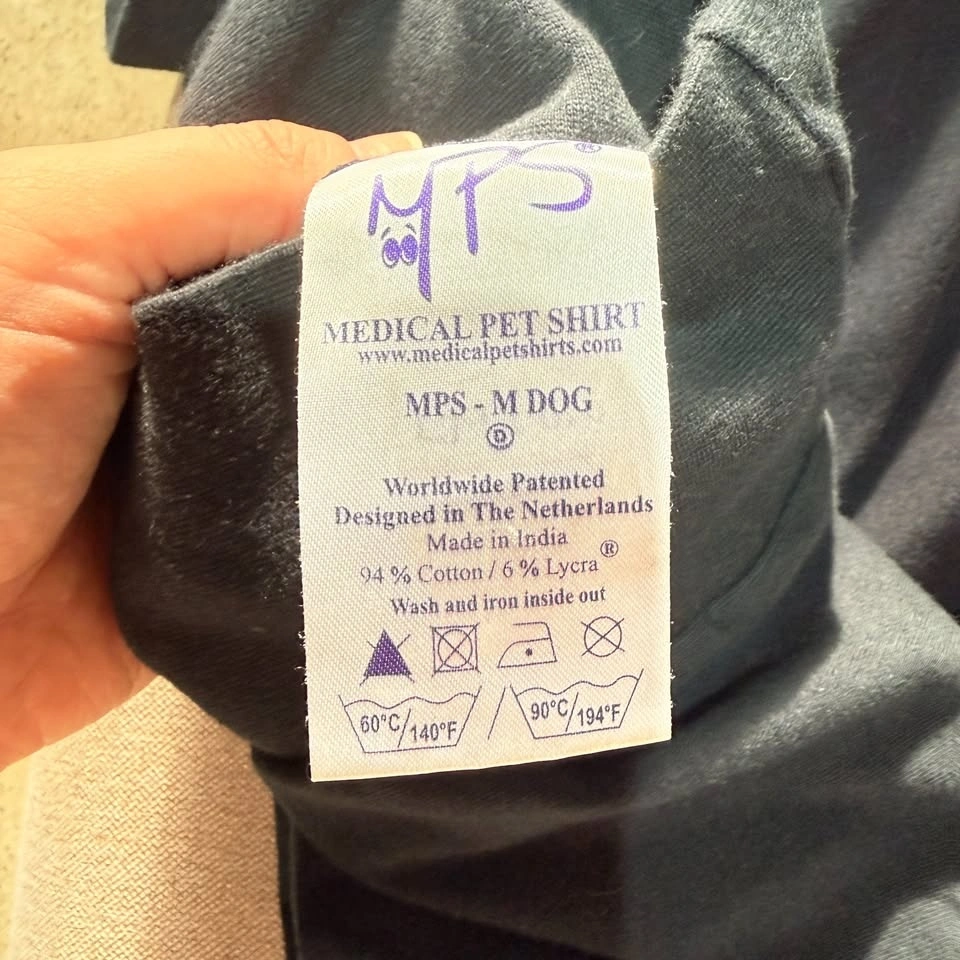 MPS®
MEDICAL PET SHIRT
www.medicalpetshirts.com
MPS - M DOG
Ⓓ
Worldwide Patented
Designed in The Netherlands
Made in India
94 % Cotton / 6 % Lycra®
Wash and iron inside out
60°C/140°F / 90°C/194°F